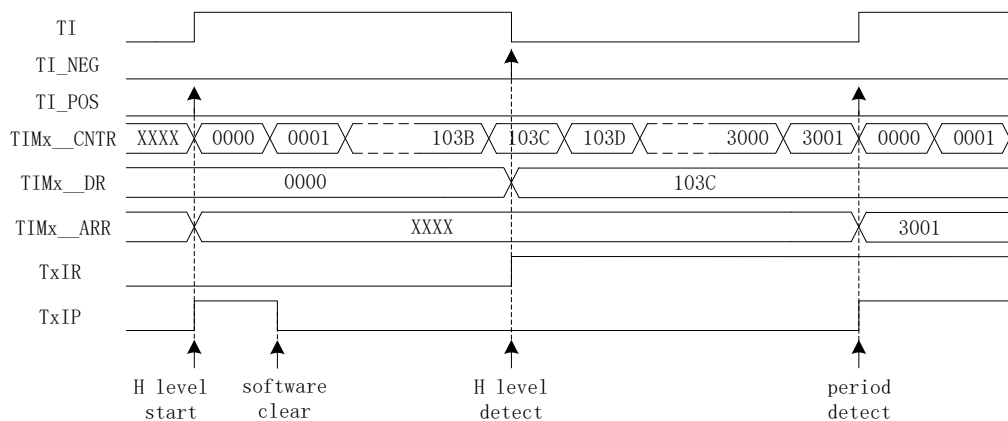 TI
TI_NEG
TI_POS
TIMx__CNTR XXXX 0000 0001 103B 103C 103D 3000 3001 0000 0001
TIMx__DR 0000 103C
TIMx__ARR XXXX 3001
TxIR
TxIP
H level software H level period
start clear detect detect